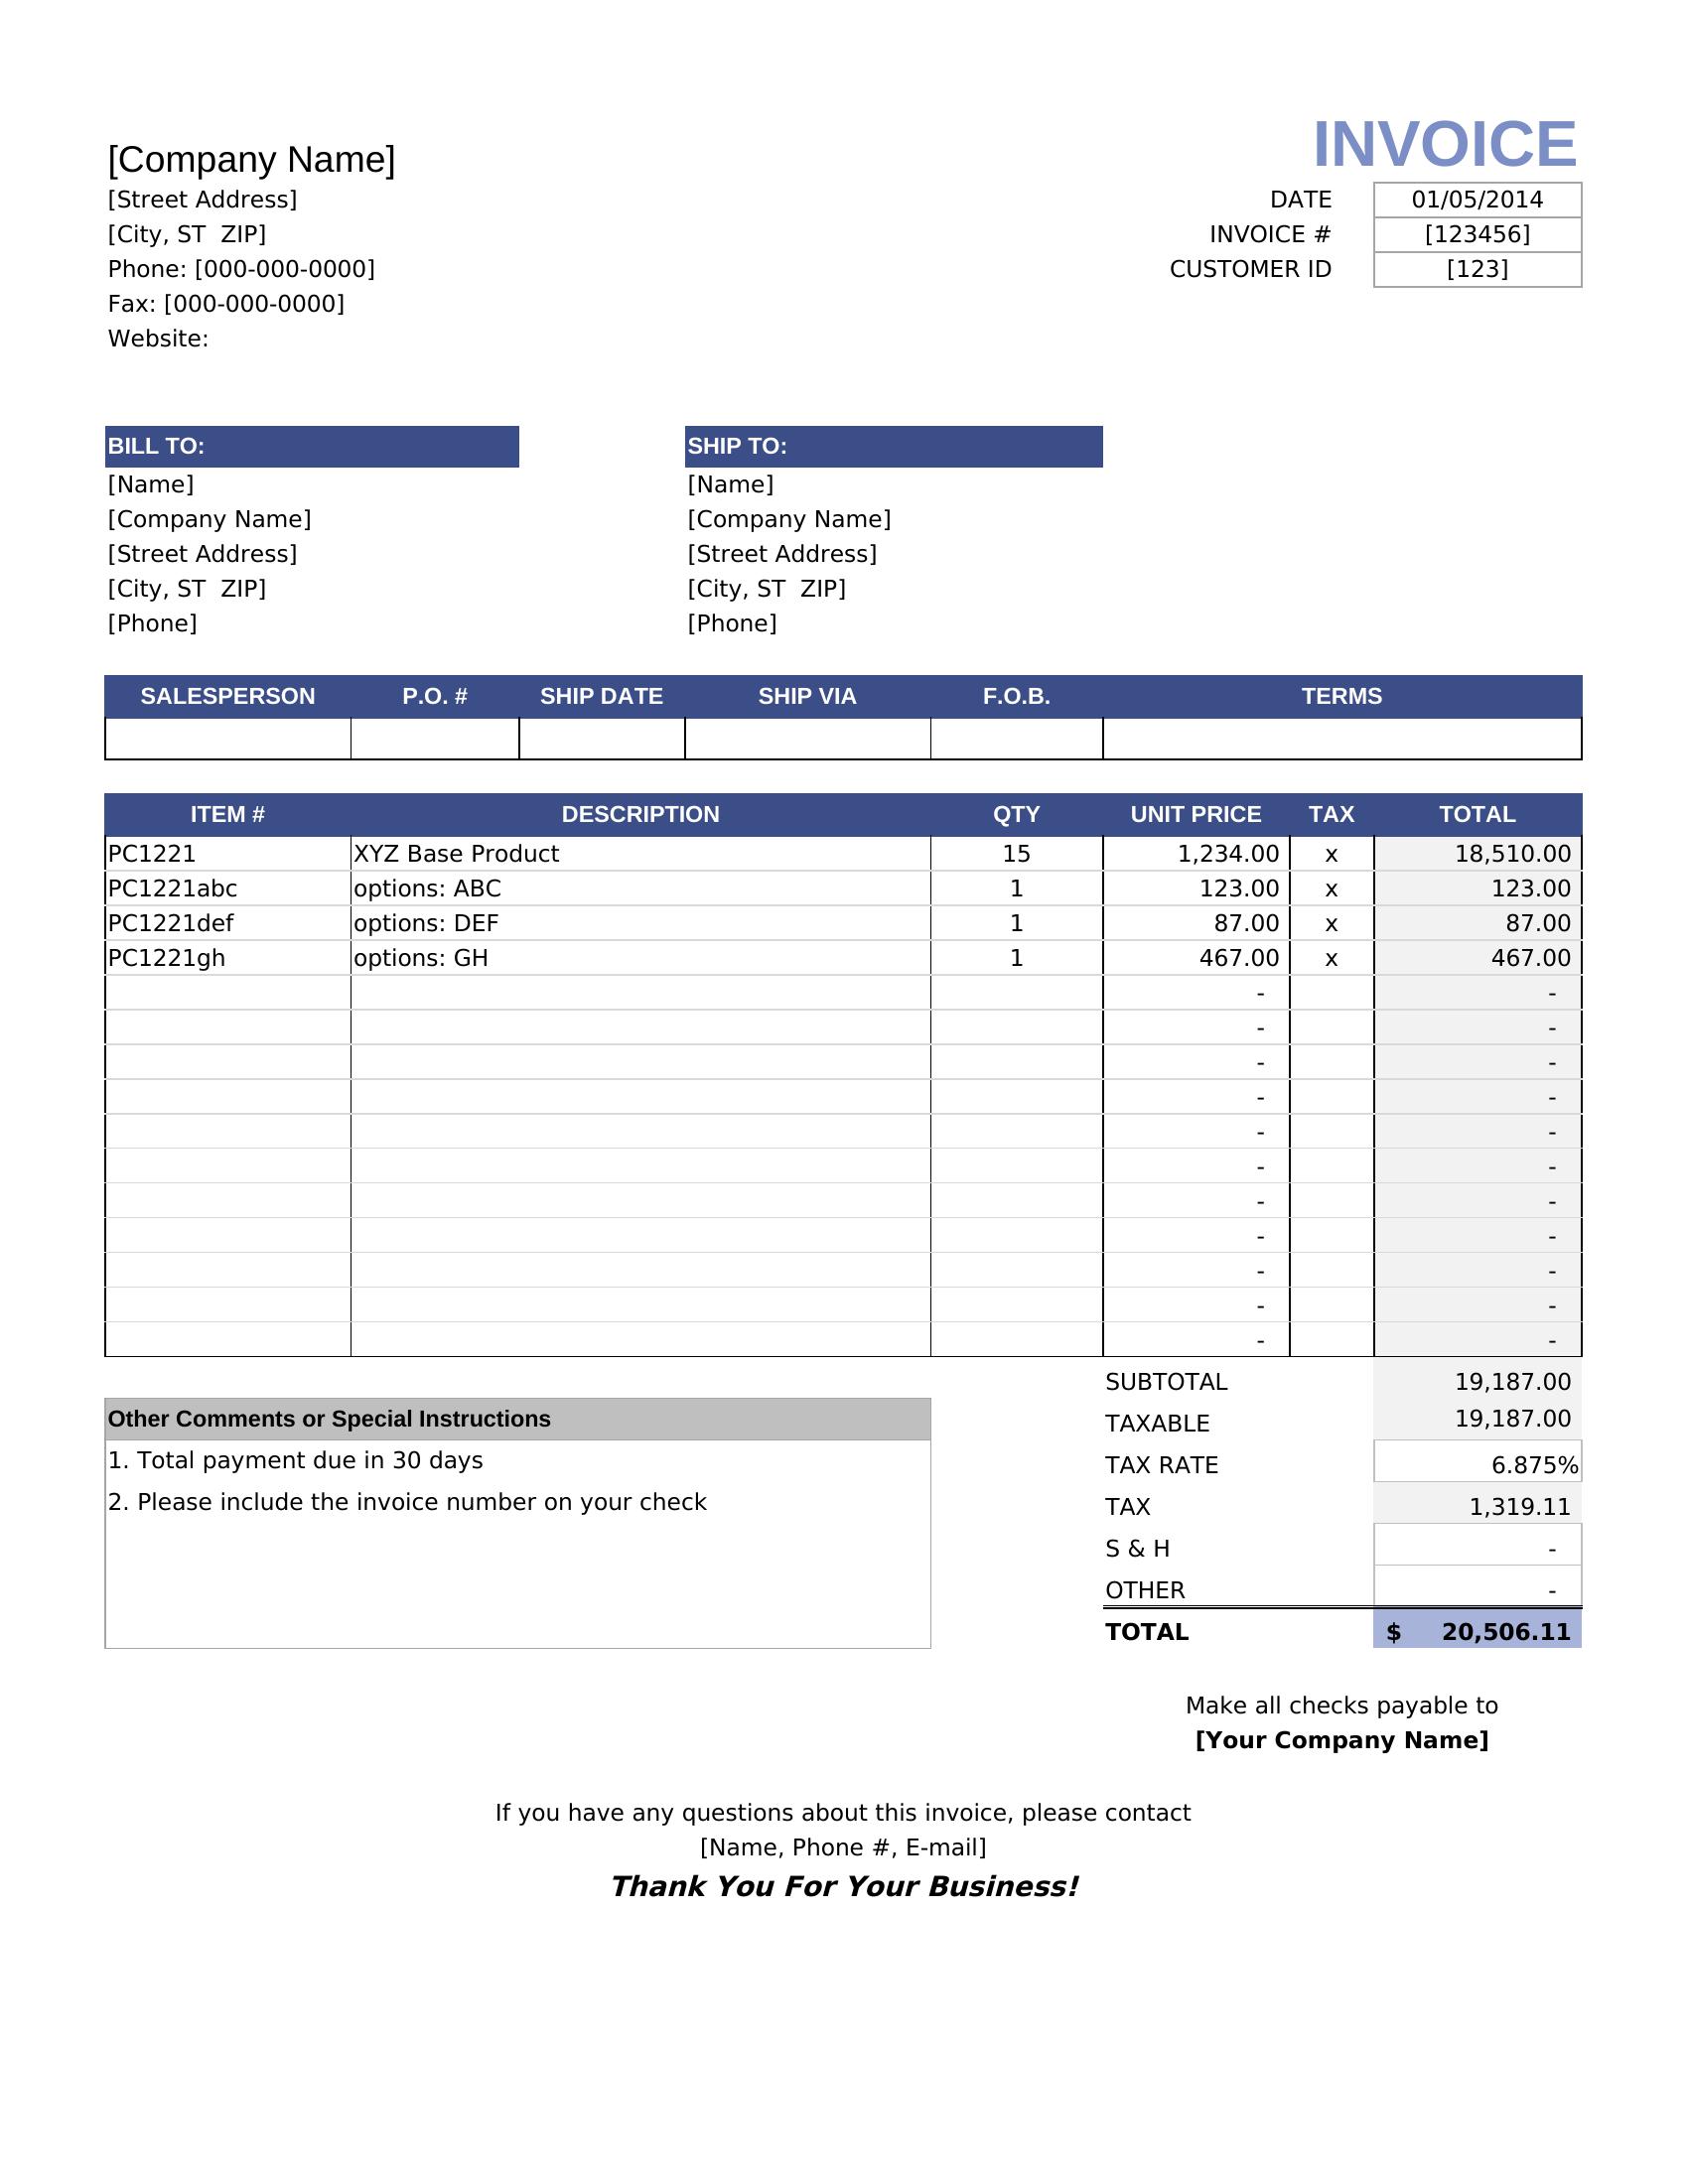 INVOICE
[Company Name]
[Street Address]
DATE 01/05/2014
[City, ST  ZIP]
INVOICE # [123456]
Phone: [000-000-0000]
CUSTOMER ID [123]
Fax: [000-000-0000]
Website:
BILL TO: SHIP TO:
[Name] [Name]
[Company Name] [Company Name]
[Street Address] [Street Address]
[City, ST  ZIP] [City, ST  ZIP]
[Phone] [Phone]
SALESPERSON P.O. # SHIP DATE SHIP VIA F.O.B. TERMS
ITEM # DESCRIPTION QTY UNIT PRICE TAX TOTAL
PC1221 XYZ Base Product 15 1,234.00 x 18,510.00
PC1221abc options: ABC 1 123.00 x 123.00
PC1221def options: DEF 1 87.00 x 87.00
PC1221gh options: GH 1 467.00 x 467.00
- -
- -
- -
- -
- -
- -
- -
- -
- -
- -
- -
SUBTOTAL 19,187.00
Other Comments or Special Instructions
TAXABLE 19,187.00
1. Total payment due in 30 days
TAX RATE 6.875%
2. Please include the invoice number on your check
TAX 1,319.11
S & H -
OTHER -
TOTAL $ 20,506.11
Make all checks payable to
[Your Company Name]
If you have any questions about this invoice, please contact
[Name, Phone #, E-mail]
Thank You For Your Business!